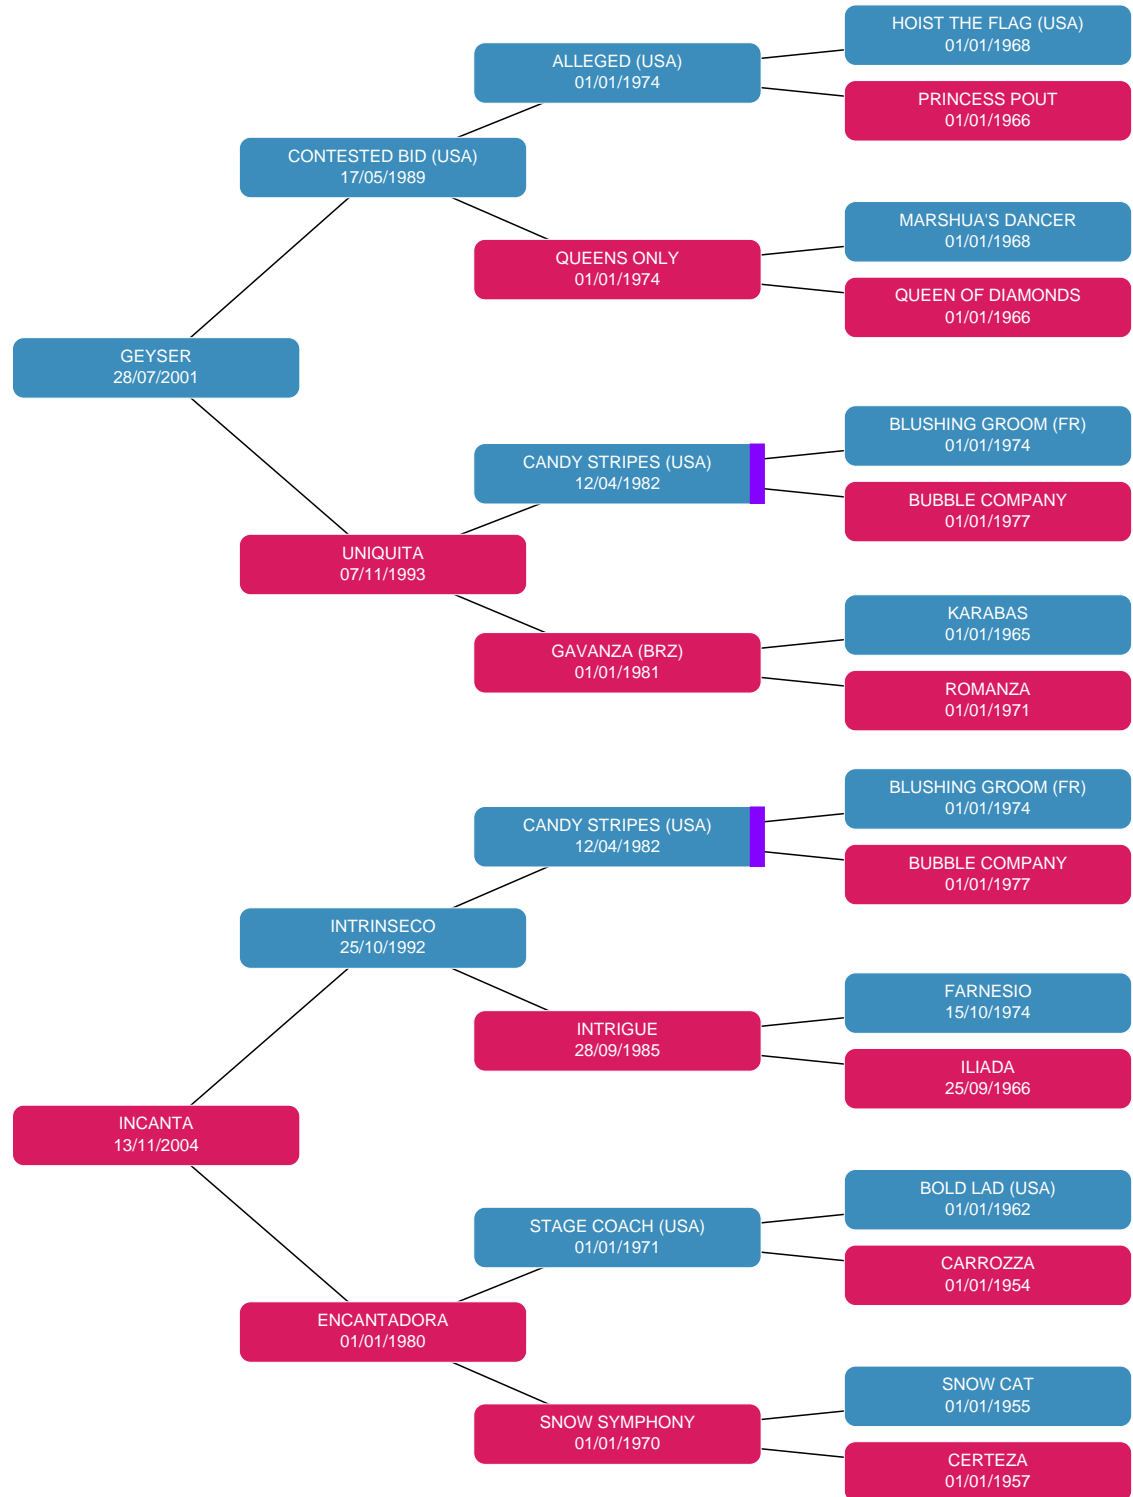 HOIST THE FLAG (USA)
01/01/1968
ALLEGED (USA)
01/01/1974
PRINCESS POUT
01/01/1966
CONTESTED BID (USA)
17/05/1989
MARSHUA'S DANCER
01/01/1968
QUEENS ONLY
01/01/1974
QUEEN OF DIAMONDS
01/01/1966
GEYSER
28/07/2001
BLUSHING GROOM (FR)
01/01/1974
CANDY STRIPES (USA)
12/04/1982
BUBBLE COMPANY
01/01/1977
UNIQUITA
07/11/1993
KARABAS
01/01/1965
GAVANZA (BRZ)
01/01/1981
ROMANZA
01/01/1971
BLUSHING GROOM (FR)
01/01/1974
CANDY STRIPES (USA)
12/04/1982
BUBBLE COMPANY
01/01/1977
INTRINSECO
25/10/1992
FARNESIO
15/10/1974
INTRIGUE
28/09/1985
ILIADA
25/09/1966
INCANTA
13/11/2004
BOLD LAD (USA)
01/01/1962
STAGE COACH (USA)
01/01/1971
CARROZZA
01/01/1954
ENCANTADORA
01/01/1980
SNOW CAT
01/01/1955
SNOW SYMPHONY
01/01/1970
CERTEZA
01/01/1957